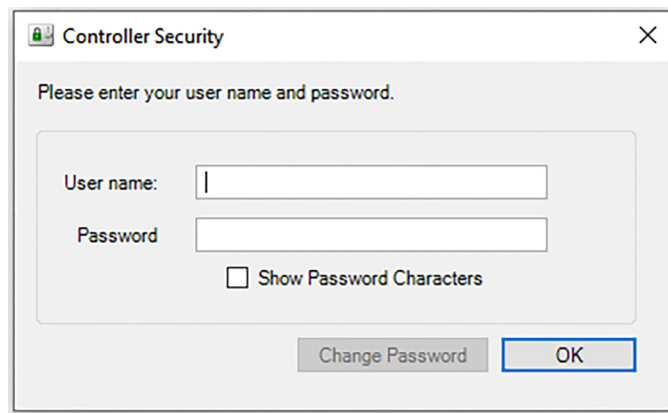 Controller Security
Please enter your user name and password.
User name:
Password
Show Password Characters
Change Password OK